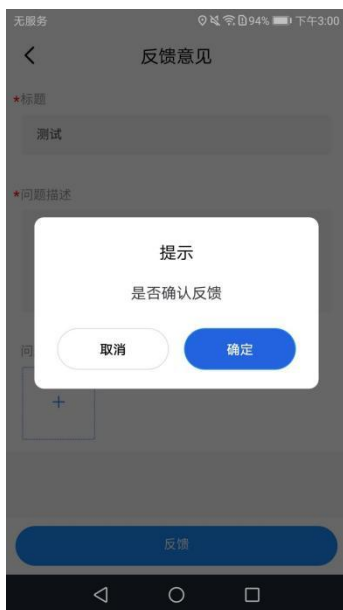 无服务 94% 下午3:00
反馈意见
*标题
测试
*问题描述
提示
是否确认反馈
问
取消 确定
+
反馈